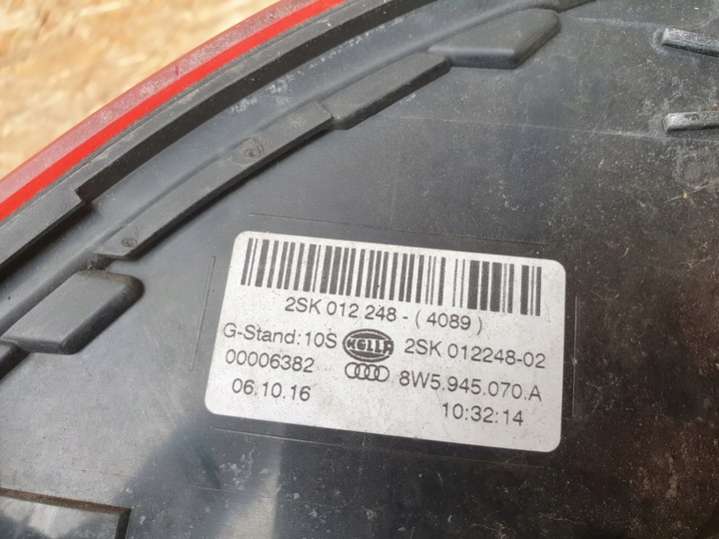 2SK 012 248 - ( 4089 )
G-Stand: 10S HELLA 2SK 012248-02
00006382 8W5.945.070.A
06.10.16 10:32:14